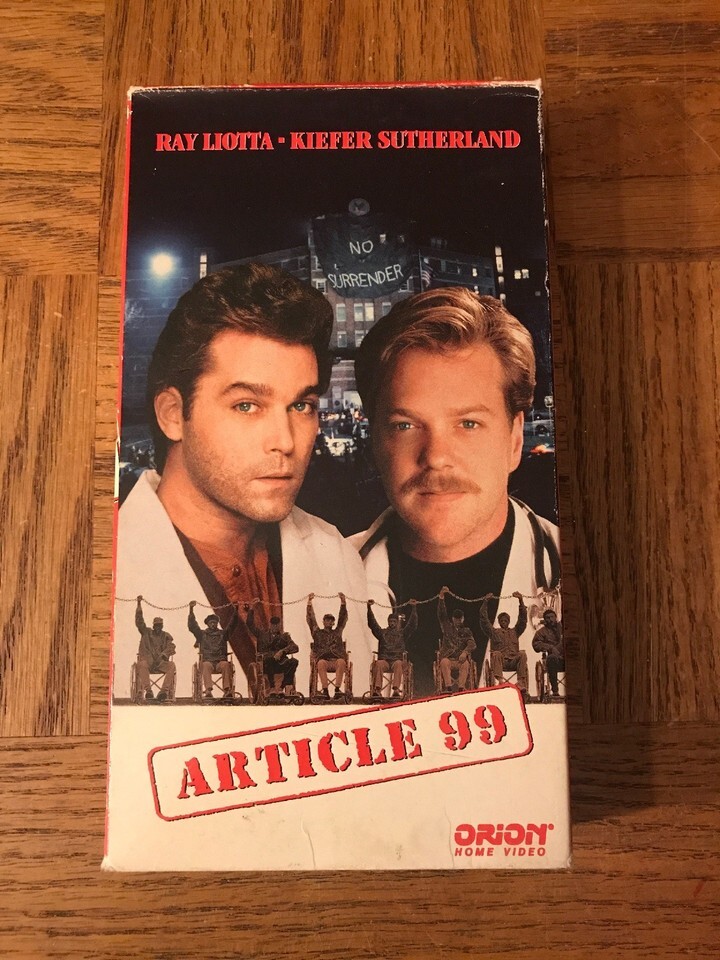 RAY LIOTTA - KIEFER SUTHERLAND
NO
SURRENDER
ARTICLE 99
ORION®
HOME VIDEO